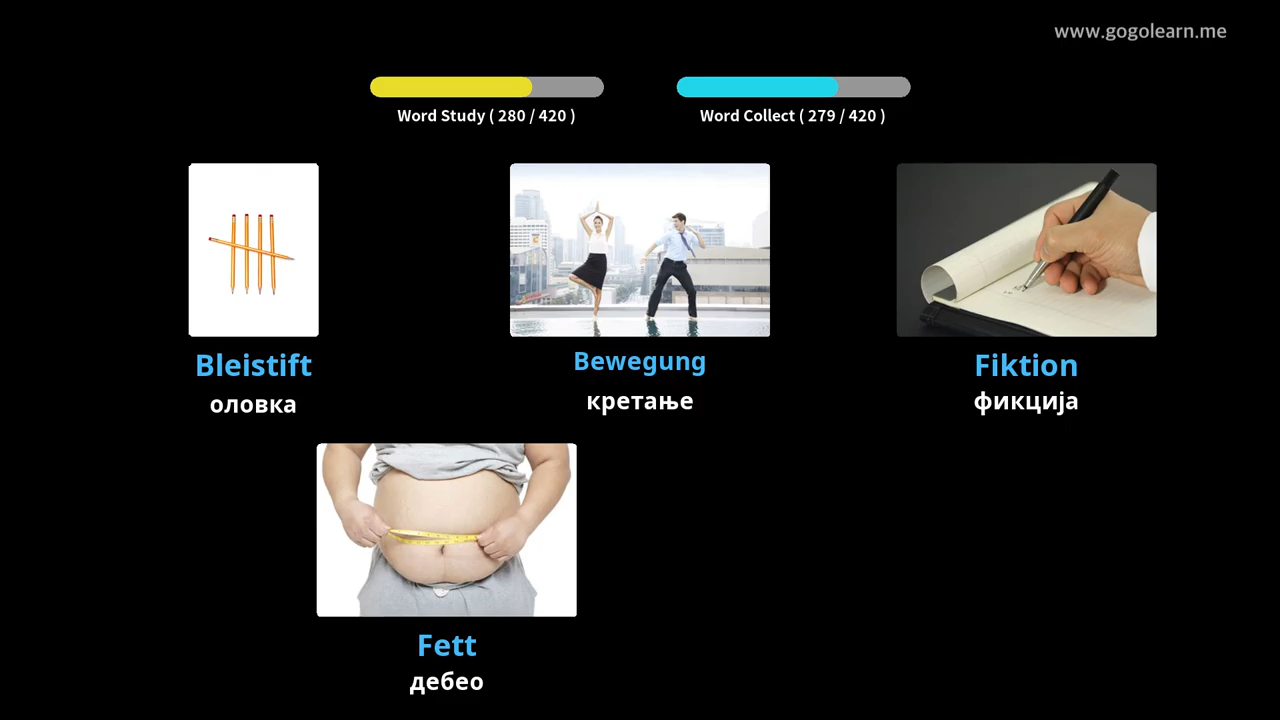 www.gogolearn.me
Word Study ( 280 / 420 )
Word Collect ( 279 / 420 )
Bleistift
оловка
Bewegung
кретање
Fiktion
фикција
Fett
дебео